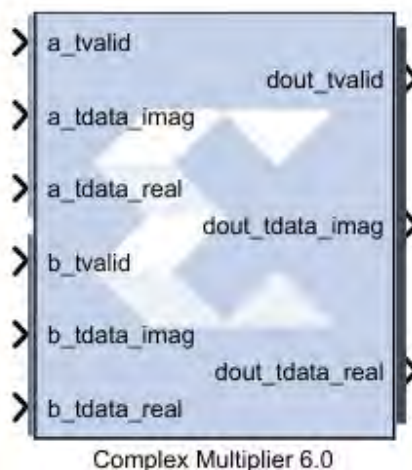 a_tvalid
dout_tvalid
a_tdata_imag
a_tdata_real
dout_tdata_imag
b_tvalid
b_tdata_imag
dout_tdata_real
b_tdata_real
Complex Multiplier 6.0